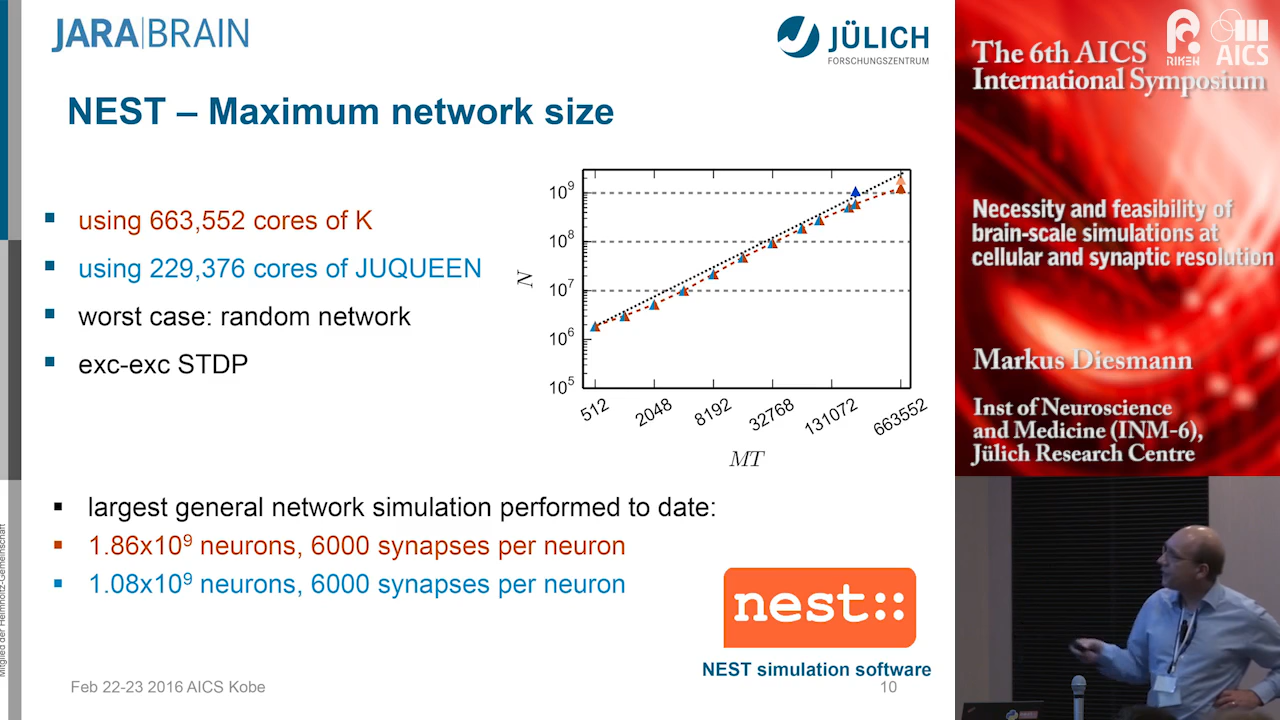 JARA|BRAIN
JÜLICH
FORSCHUNGSZENTRUM
NEST – Maximum network size
▪ using 663,552 cores of K
▪ using 229,376 cores of JUQUEEN
▪ worst case: random network
▪ exc-exc STDP
N
10⁹
10⁸
10⁷
10⁶
10⁵
512
2048
8192
32768
131072
663552
MT
▪ largest general network simulation performed to date:
▪ 1.86x10⁹ neurons, 6000 synapses per neuron
▪ 1.08x10⁹ neurons, 6000 synapses per neuron
nest::
NEST simulation software
Feb 22-23 2016 AICS Kobe
10
Mitglied der Helmholtz-Gemeinschaft
RIKEN
AICS
The 6th AICS
International Symposium
Necessity and feasibility of
brain-scale simulations at
cellular and synaptic resolution
Markus Diesmann
Inst of Neuroscience
and Medicine (INM-6),
Jülich Research Centre